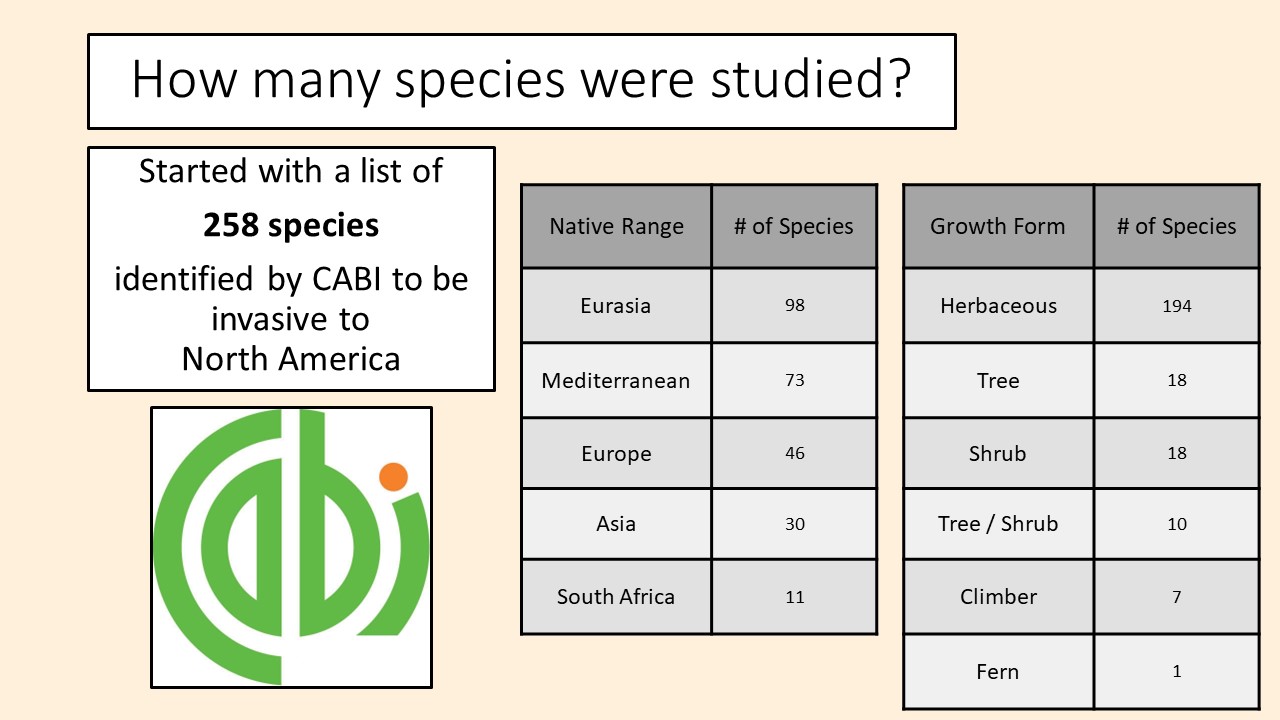 How many species were studied?
Started with a list of
258 species
identified by CABI to be
invasive to
North America
cabi
Native Range # of Species
Eurasia 98
Mediterranean 73
Europe 46
Asia 30
South Africa 11
Growth Form # of Species
Herbaceous 194
Tree 18
Shrub 18
Tree / Shrub 10
Climber 7
Fern 1